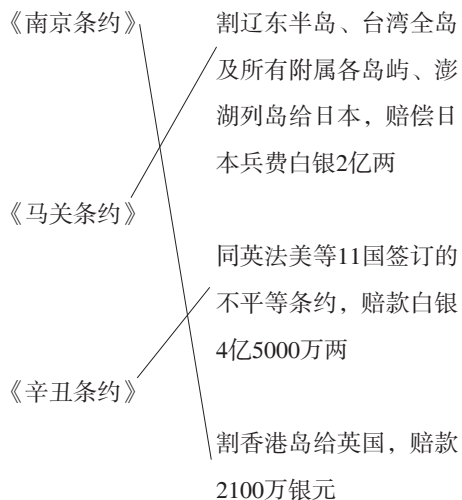 《南京条约》
割辽东半岛、台湾全岛
及所有附属各岛屿、澎
湖列岛给日本，赔偿日
本兵费白银2亿两
《马关条约》
同英法美等11国签订的
不平等条约，赔款白银
4亿5000万两
《辛丑条约》
割香港岛给英国，赔款
2100万银元